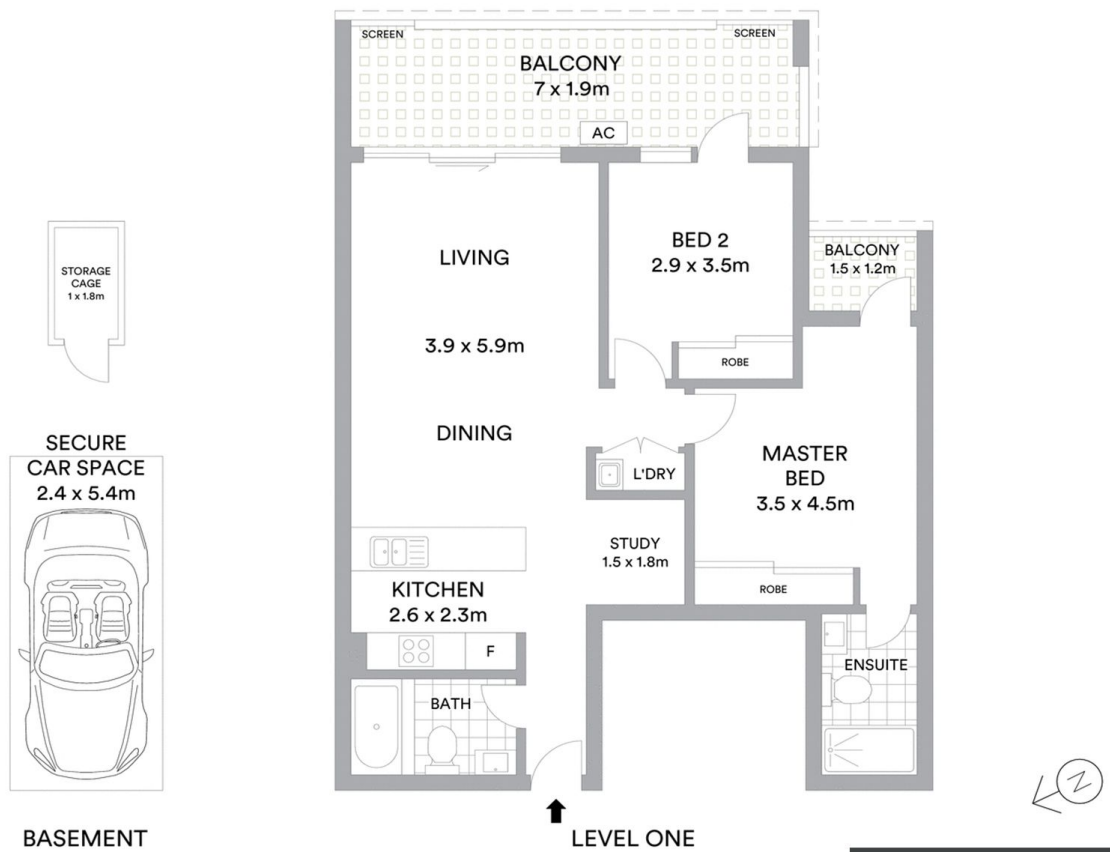 SCREEN
SCREEN
BALCONY
7 x 1.9m
AC
LIVING
3.9 x 5.9m
DINING
BED 2
2.9 x 3.5m
ROBE
BALCONY
1.5 x 1.2m
STORAGE
CAGE
1 x 1.8m
SECURE
CAR SPACE
2.4 x 5.4m
L'DRY
MASTER
BED
3.5 x 4.5m
STUDY
1.5 x 1.8m
ROBE
KITCHEN
2.6 x 2.3m
F
BATH
ENSUITE
N
BASEMENT
LEVEL ONE